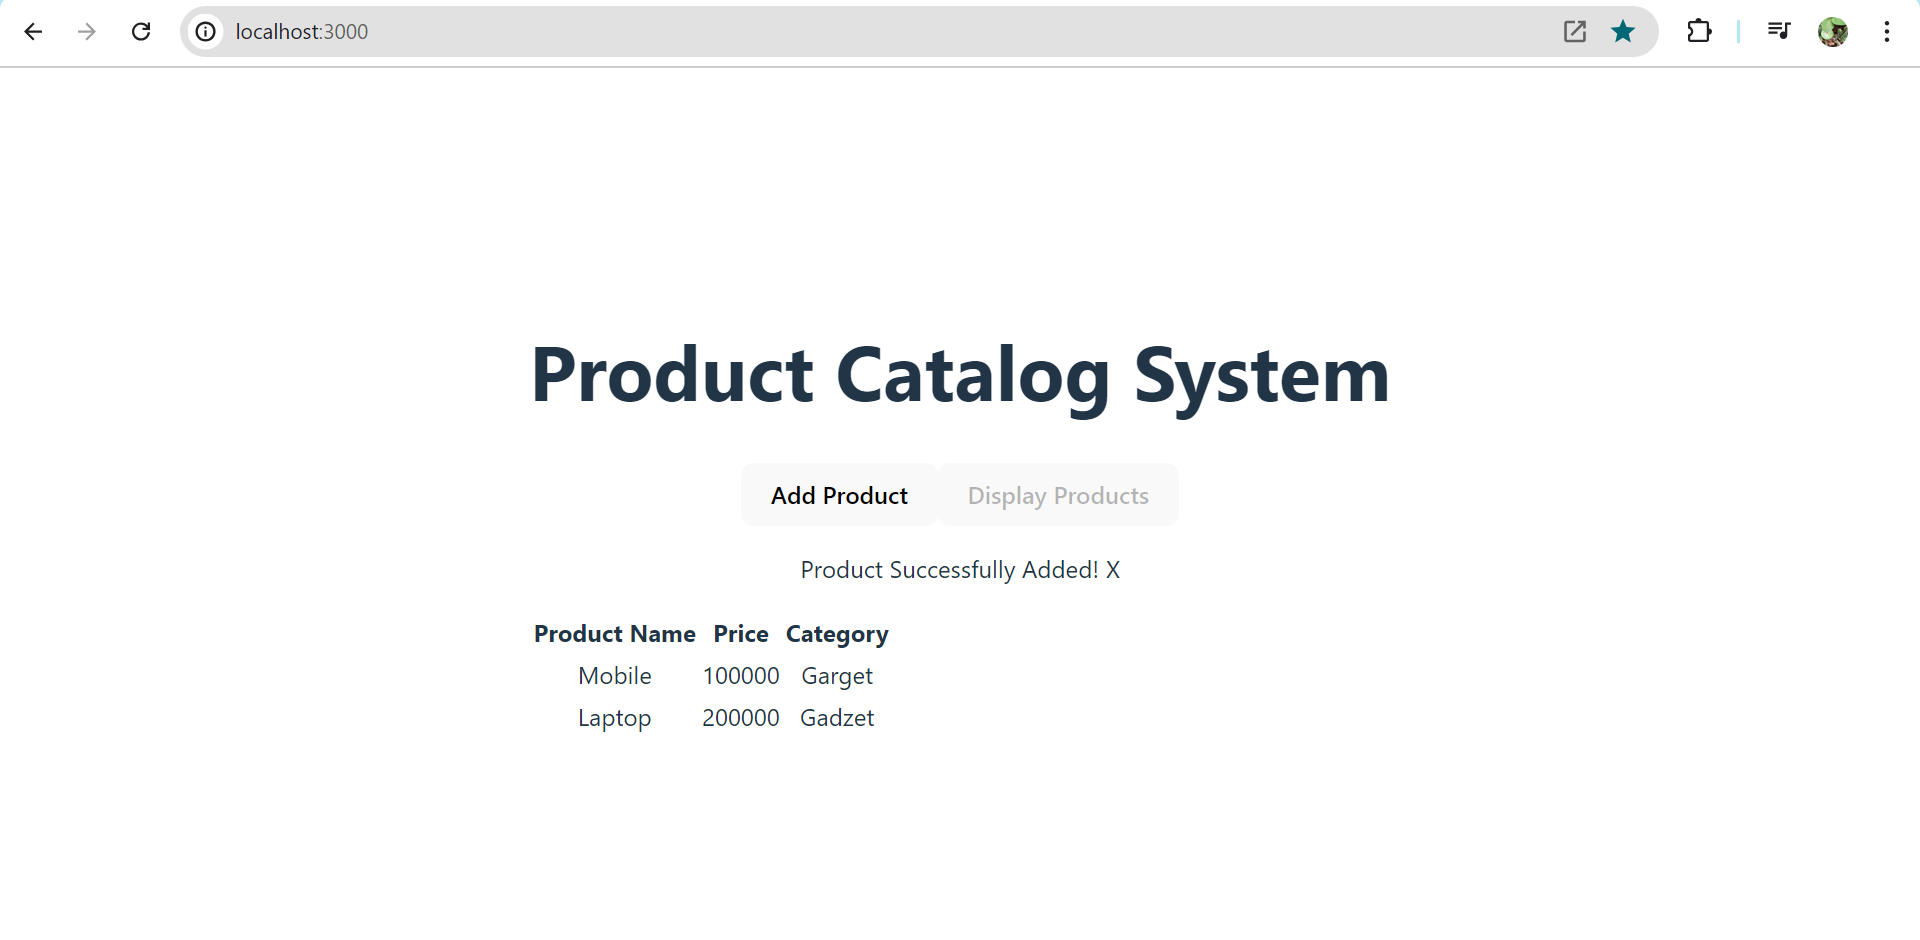 localhost:3000
Product Catalog System
Add Product Display Products
Product Successfully Added! X
Product Name Price Category
Mobile 100000 Garget
Laptop 200000 Gadzet